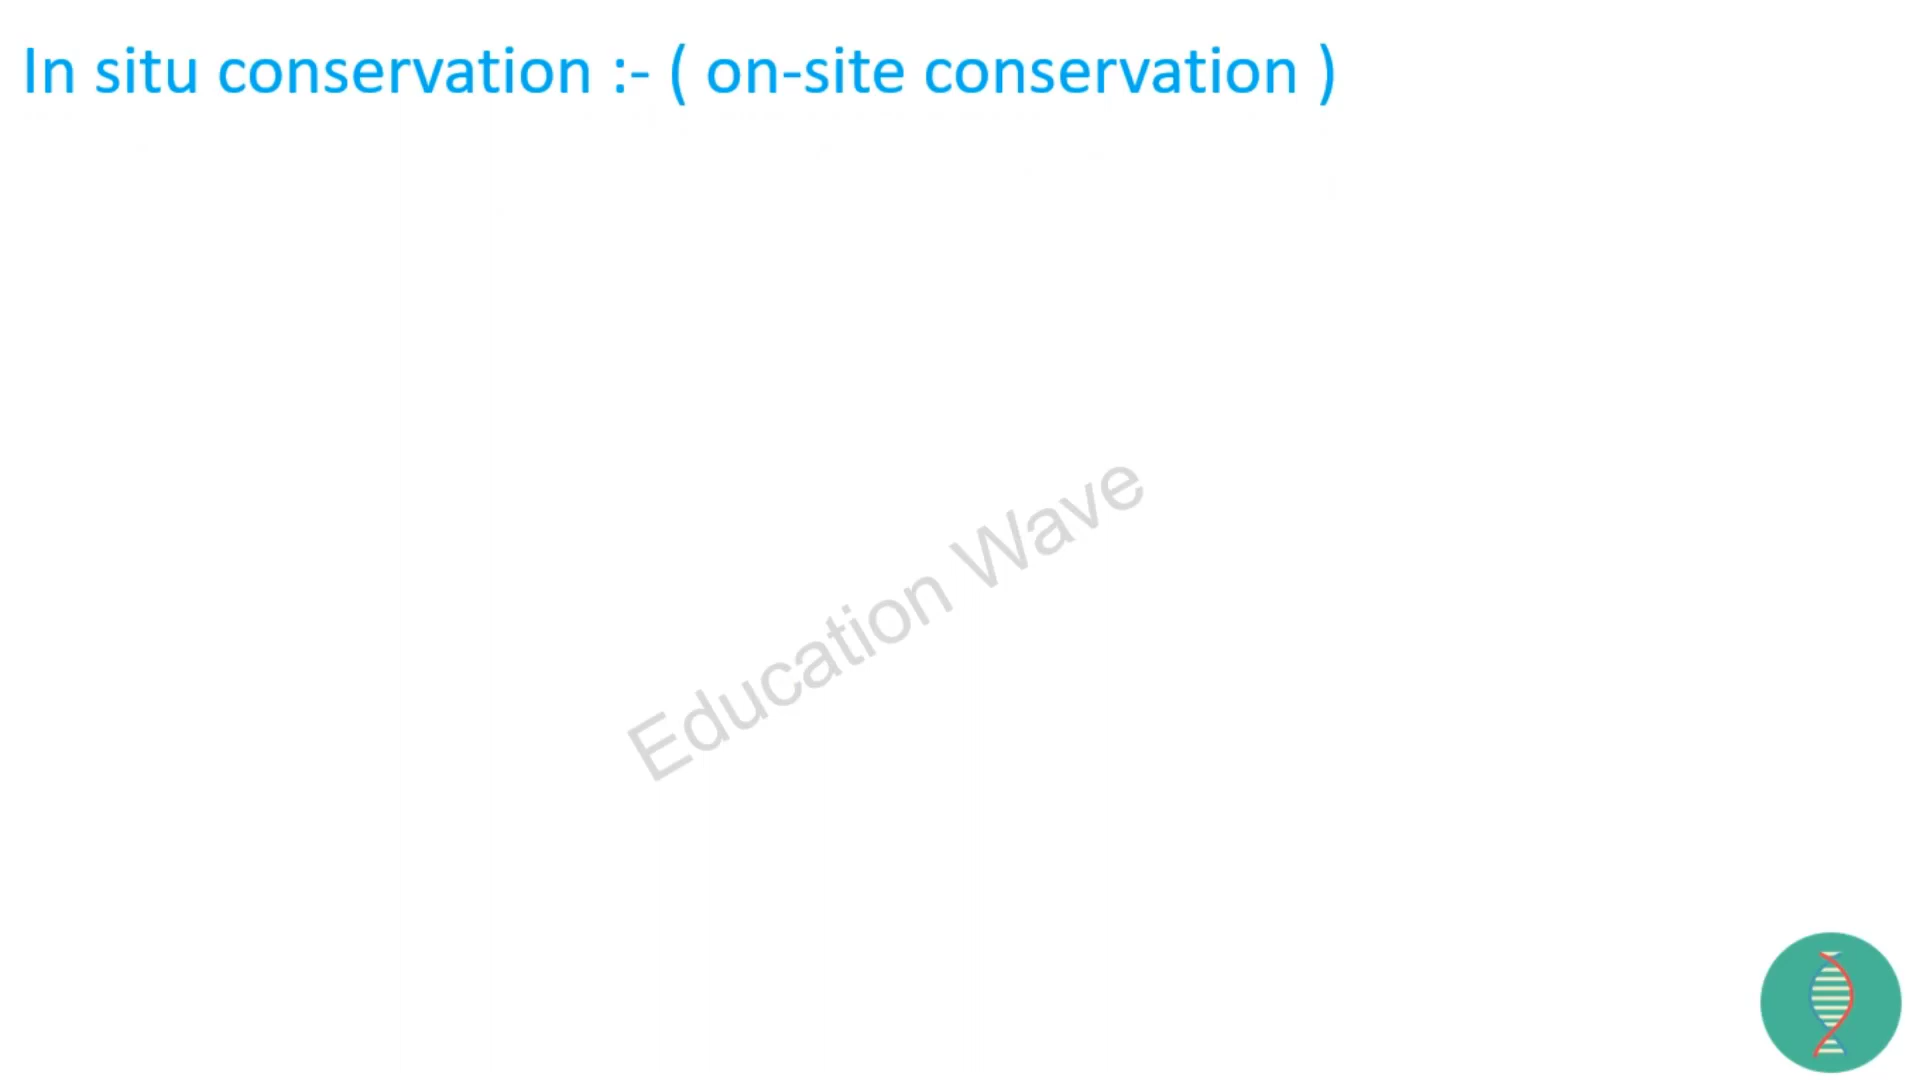 In situ conservation :- ( on-site conservation )
Education Wave